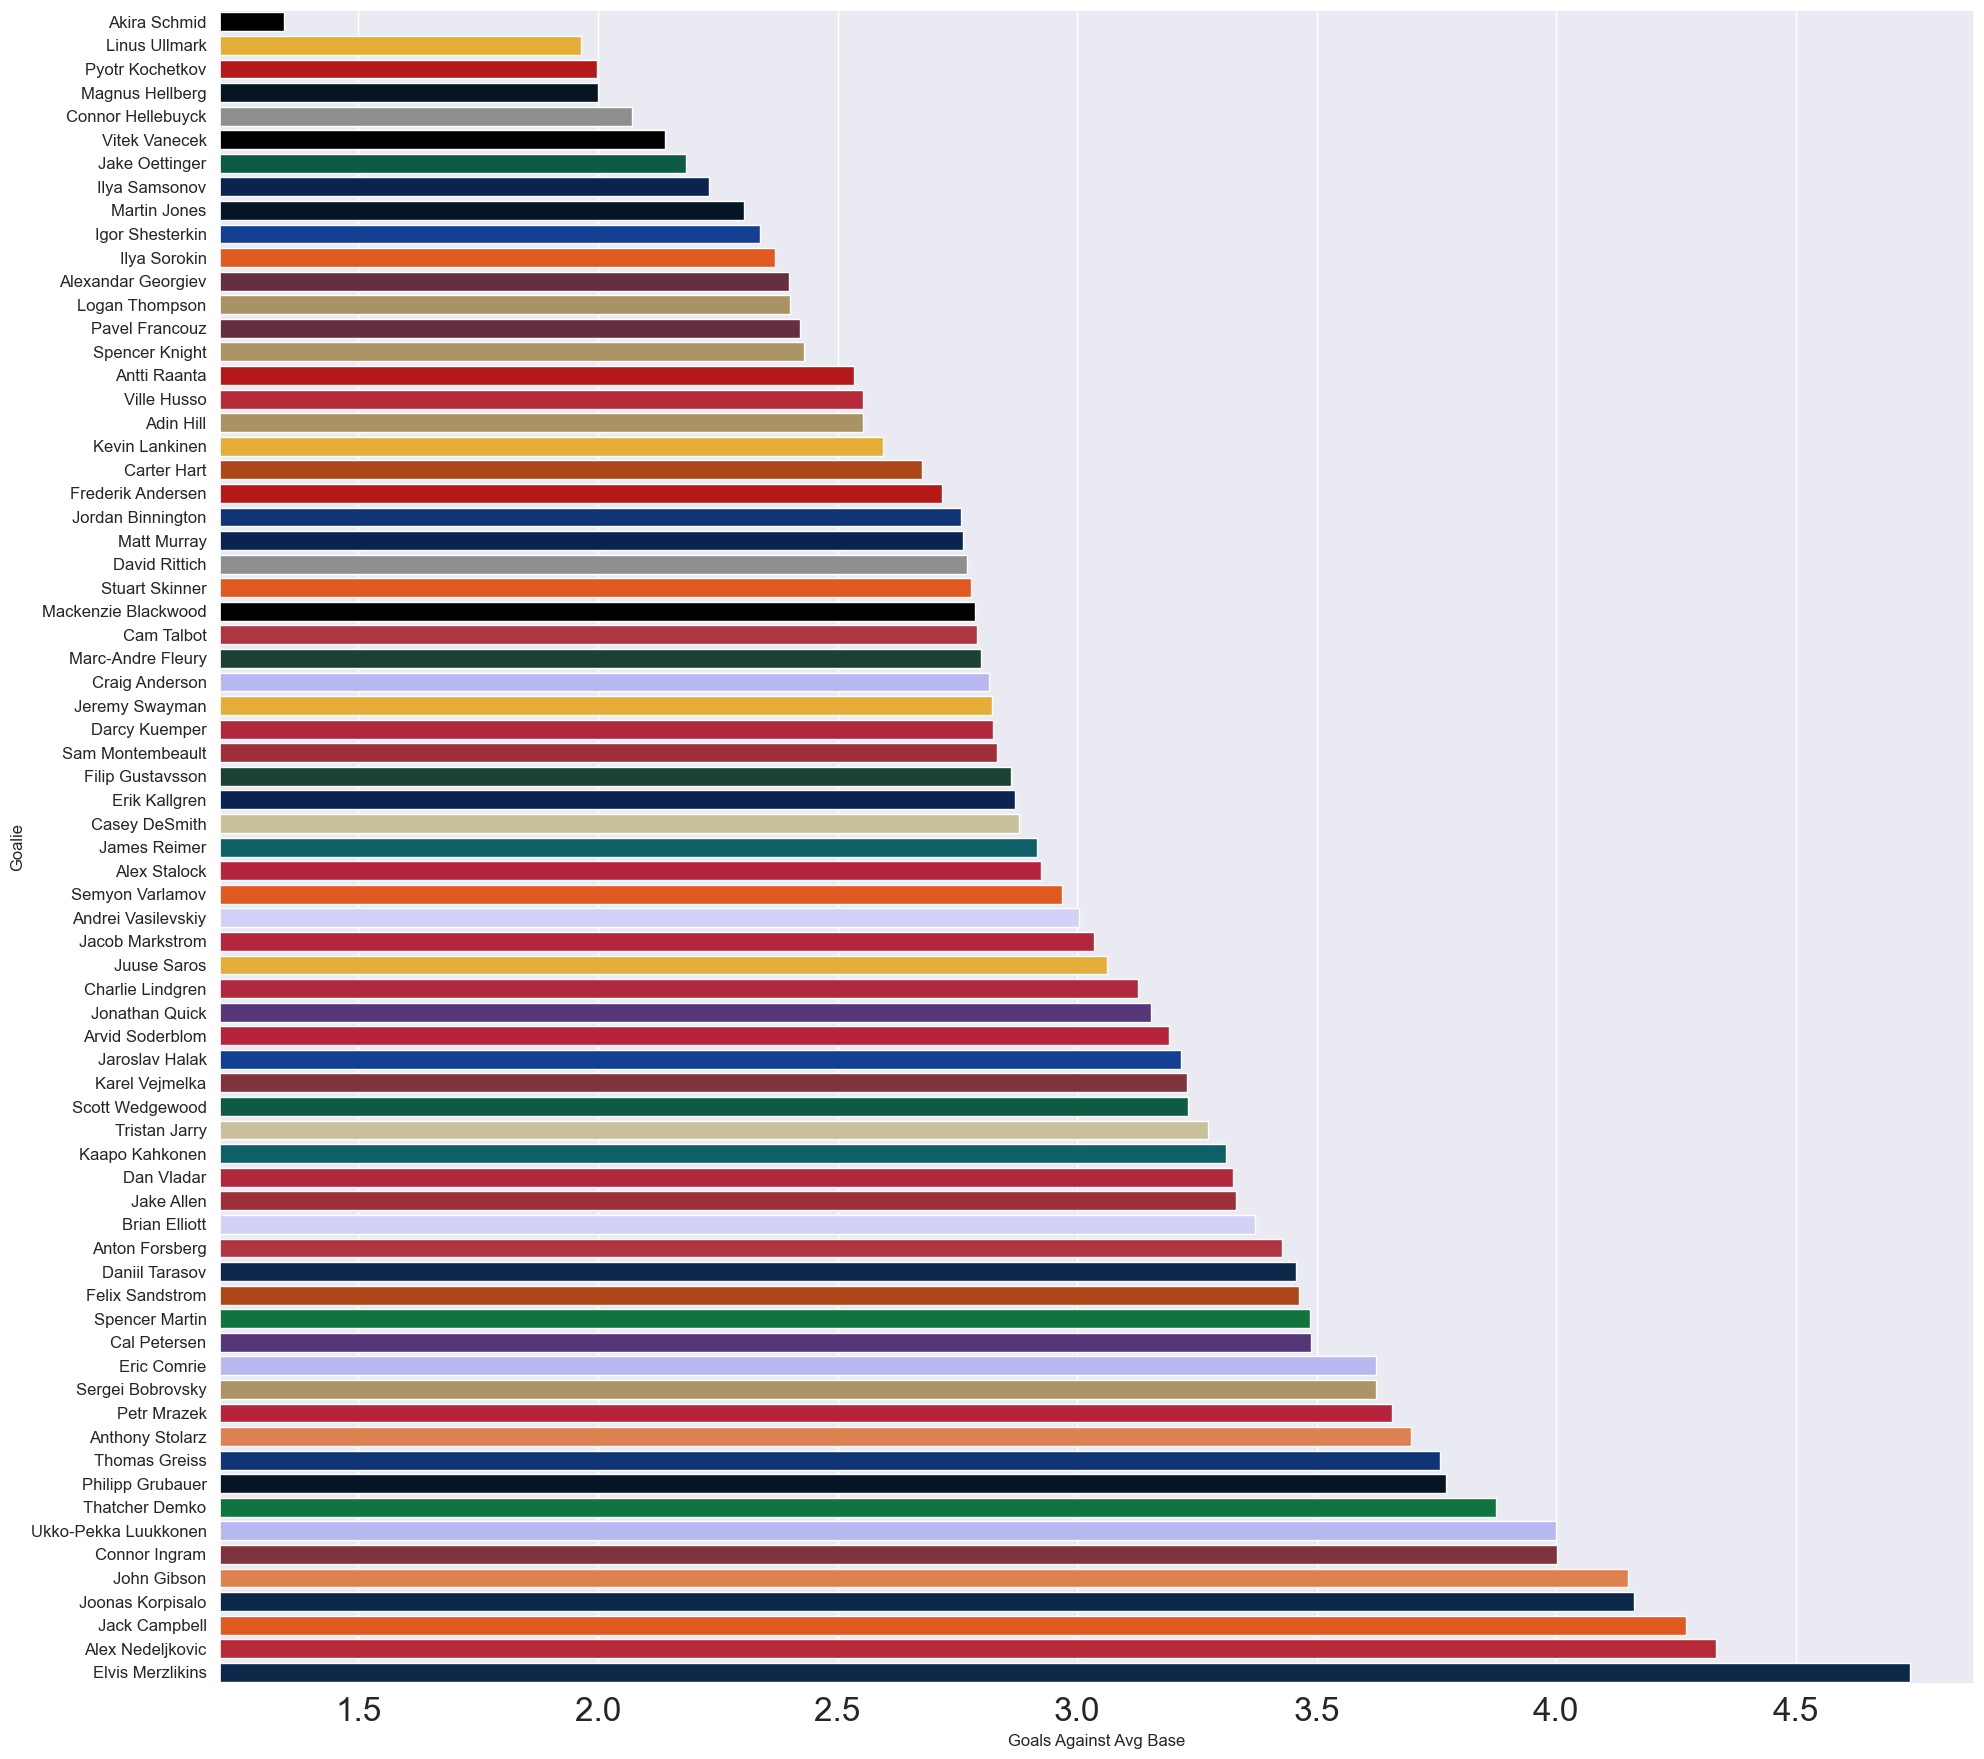 Akira Schmid
Linus Ullmark
Pyotr Kochetkov
Magnus Hellberg
Connor Hellebuyck
Vitek Vanecek
Jake Oettinger
Ilya Samsonov
Martin Jones
Igor Shesterkin
Ilya Sorokin
Alexandar Georgiev
Logan Thompson
Pavel Francouz
Spencer Knight
Antti Raanta
Ville Husso
Adin Hill
Kevin Lankinen
Carter Hart
Frederik Andersen
Jordan Binnington
Matt Murray
David Rittich
Stuart Skinner
Mackenzie Blackwood
Cam Talbot
Marc-Andre Fleury
Craig Anderson
Jeremy Swayman
Darcy Kuemper
Sam Montembeault
Filip Gustavsson
Erik Kallgren
Casey DeSmith
James Reimer
Alex Stalock
Semyon Varlamov
Andrei Vasilevskiy
Jacob Markstrom
Juuse Saros
Charlie Lindgren
Jonathan Quick
Arvid Soderblom
Jaroslav Halak
Karel Vejmelka
Scott Wedgewood
Tristan Jarry
Kaapo Kahkonen
Dan Vladar
Jake Allen
Brian Elliott
Anton Forsberg
Daniil Tarasov
Felix Sandstrom
Spencer Martin
Cal Petersen
Eric Comrie
Sergei Bobrovsky
Petr Mrazek
Anthony Stolarz
Thomas Greiss
Philipp Grubauer
Thatcher Demko
Ukko-Pekka Luukkonen
Connor Ingram
John Gibson
Joonas Korpisalo
Jack Campbell
Alex Nedeljkovic
Elvis Merzlikins
Goalie
1.5 2.0 2.5 3.0 3.5 4.0 4.5
Goals Against Avg Base